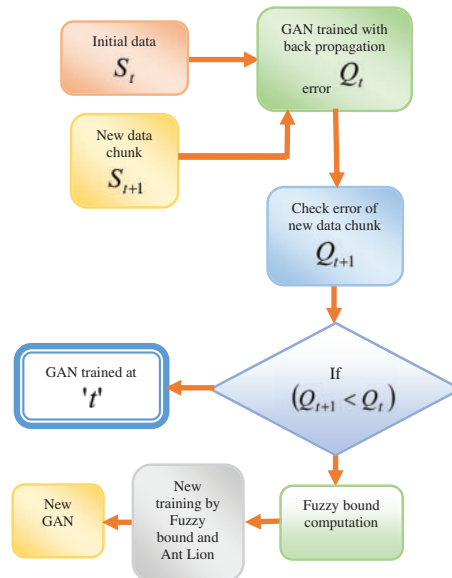 Initial data
S_t
GAN trained with
back propagation
error Q_t
New data
chunk
S_{t+1}
Check error of
new data chunk
Q_{t+1}
If
(Q_{t+1} < Q_t)
GAN trained at
't'
Fuzzy bound
computation
New
training by
Fuzzy
bound and
Ant Lion
New
GAN